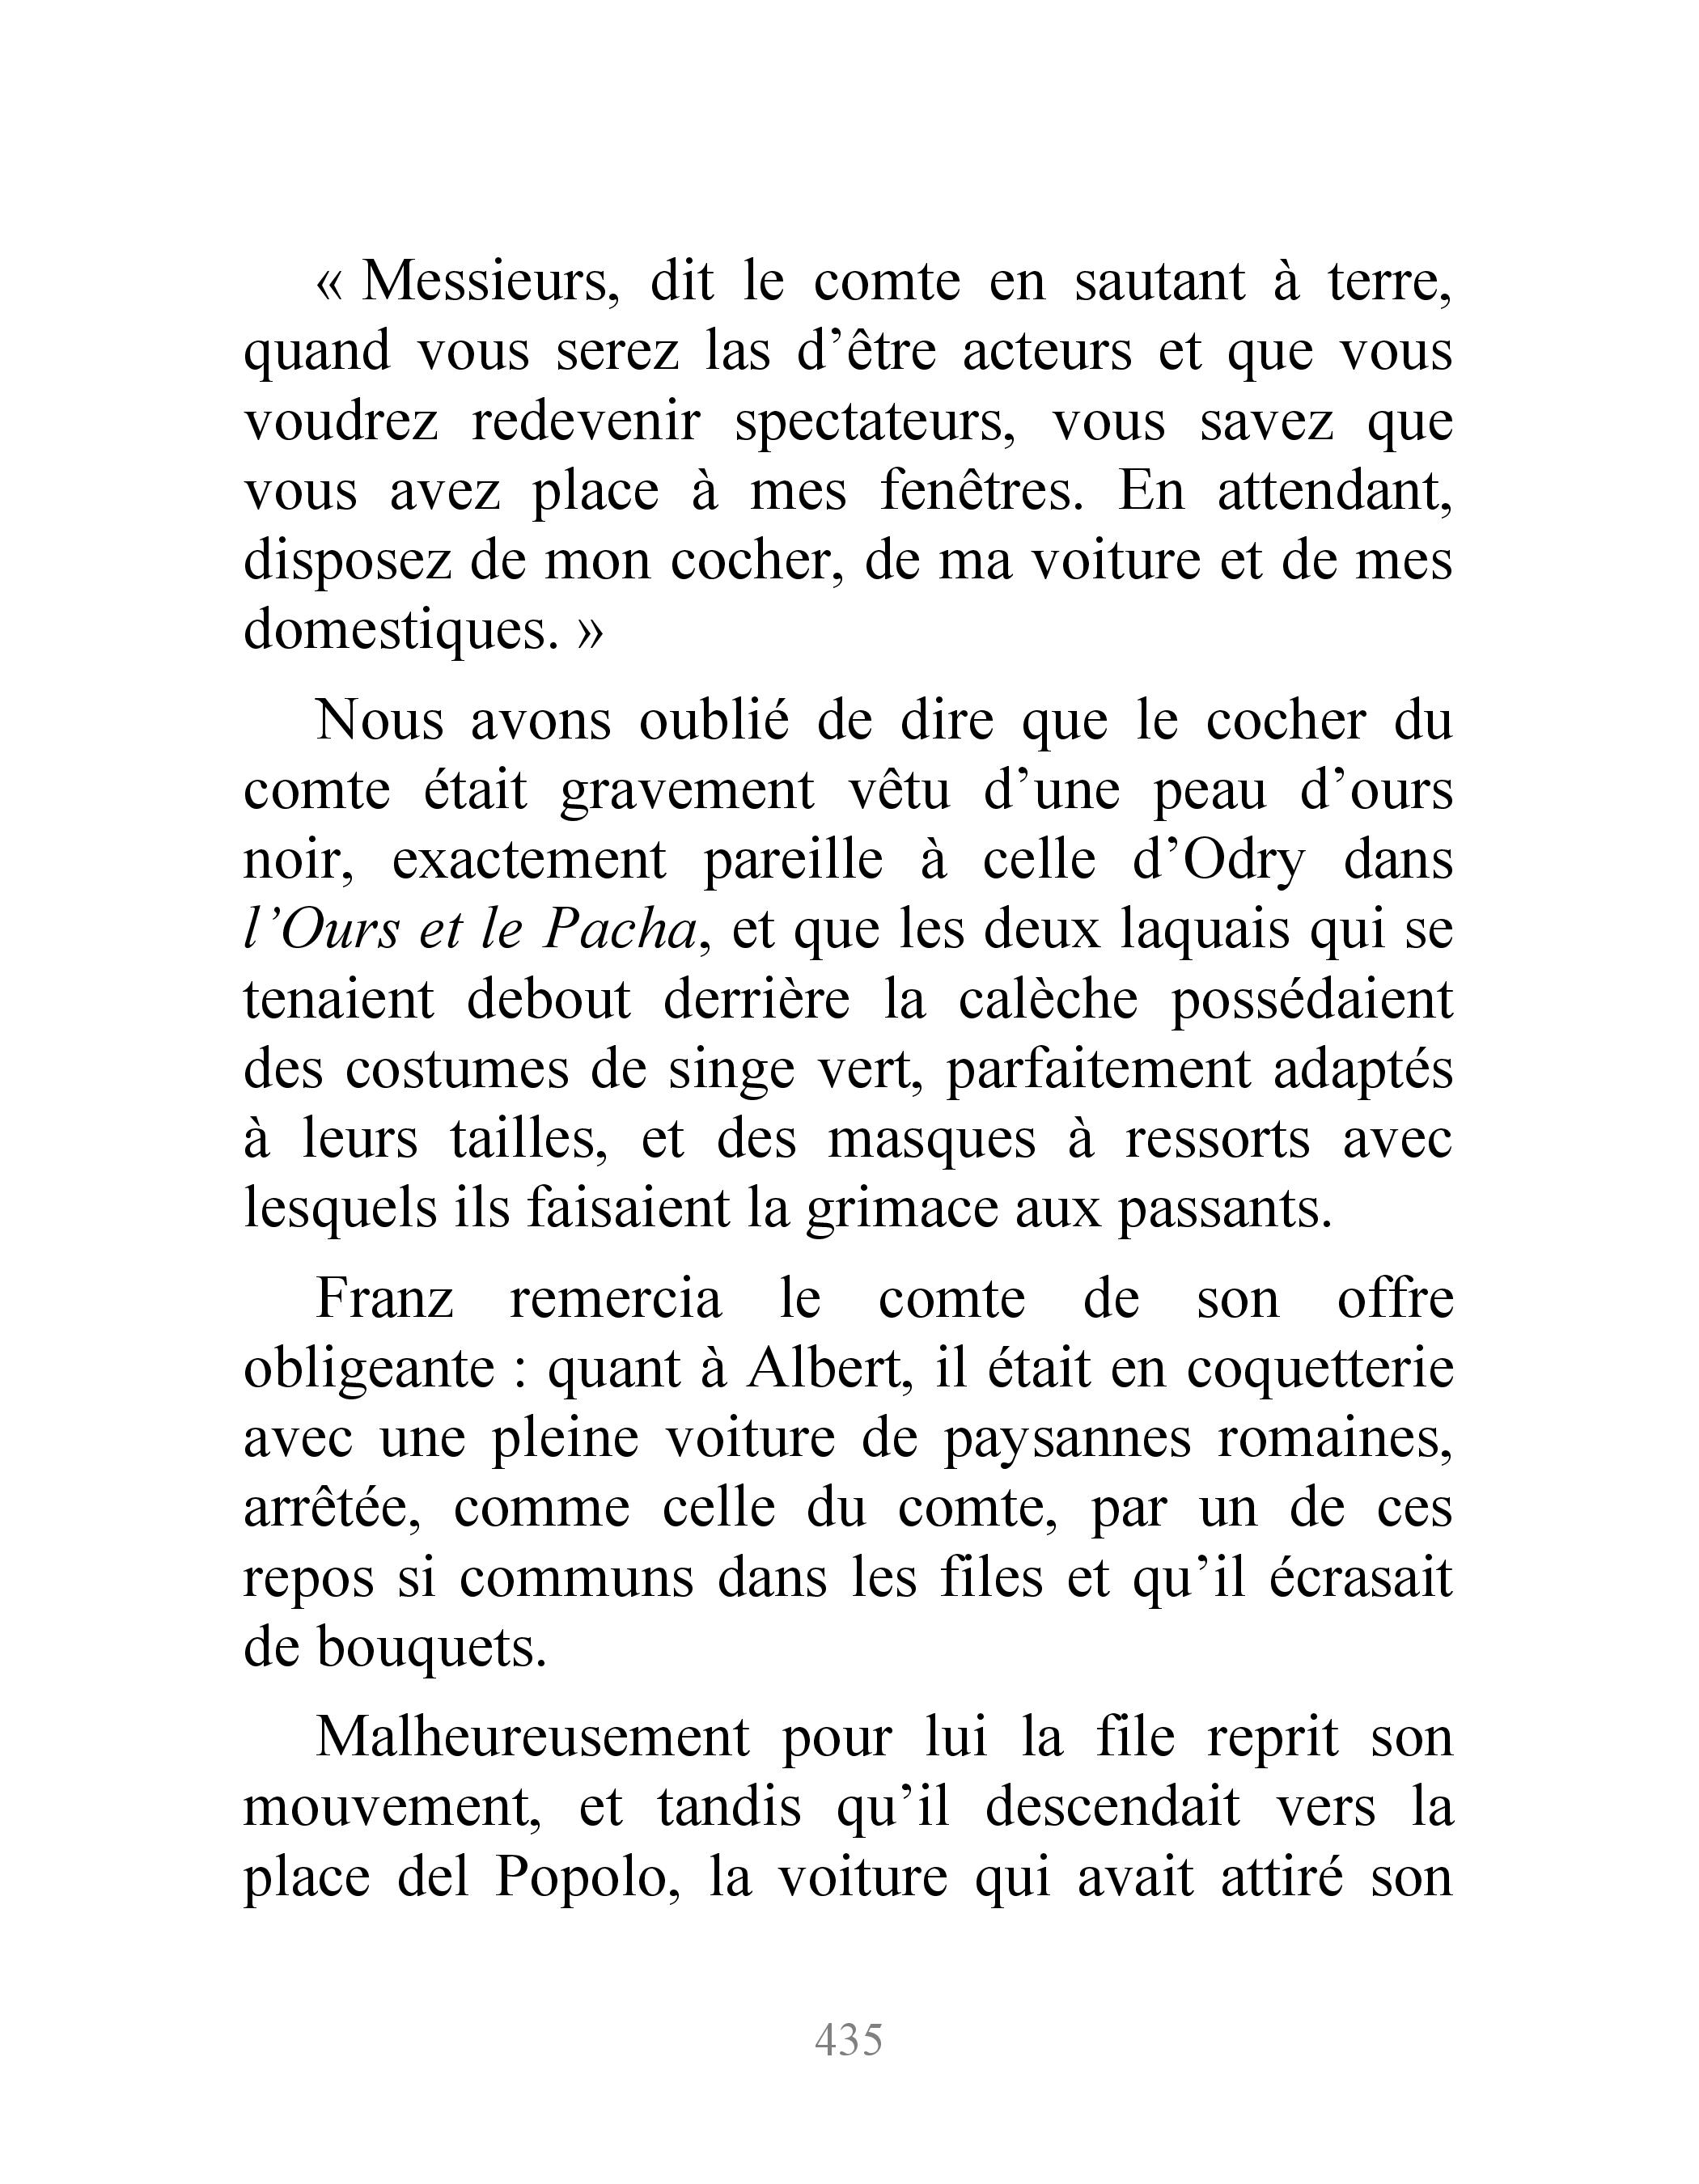 « Messieurs, dit le comte en sautant à terre,
quand vous serez las d’être acteurs et que vous
voudrez redevenir spectateurs, vous savez que
vous avez place à mes fenêtres. En attendant,
disposez de mon cocher, de ma voiture et de mes
domestiques. »
Nous avons oublié de dire que le cocher du
comte était gravement vêtu d’une peau d’ours
noir, exactement pareille à celle d’Odry dans
l’Ours et le Pacha, et que les deux laquais qui se
tenaient debout derrière la calèche possédaient
des costumes de singe vert, parfaitement adaptés
à leurs tailles, et des masques à ressorts avec
lesquels ils faisaient la grimace aux passants.
Franz remercia le comte de son offre
obligeante : quant à Albert, il était en coquetterie
avec une pleine voiture de paysannes romaines,
arrêtée, comme celle du comte, par un de ces
repos si communs dans les files et qu’il écrasait
de bouquets.
Malheureusement pour lui la file reprit son
mouvement, et tandis qu’il descendait vers la
place del Popolo, la voiture qui avait attiré son
435